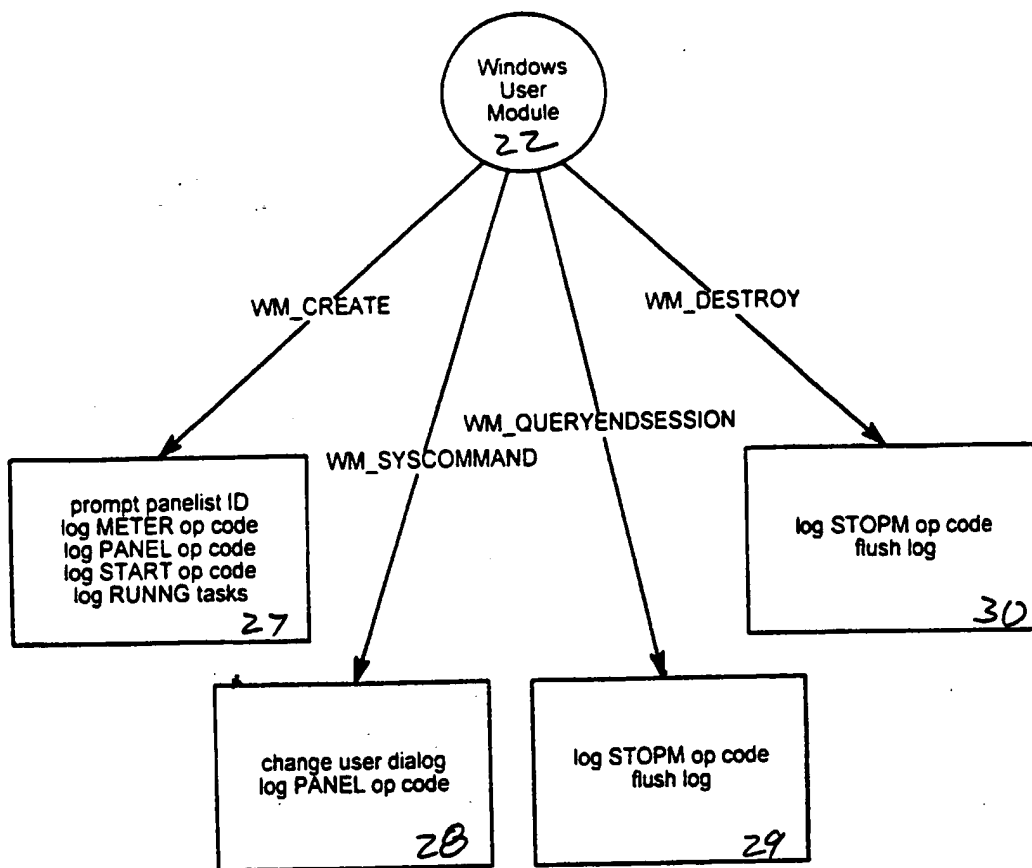 Windows
User
Module
22
WM_CREATE
WM_DESTROY
WM_QUERYENDSESSION
WM_SYSCOMMAND
prompt panelist ID
log METER op code
log PANEL op code
log START op code
log RUNNG tasks
27
log STOPM op code
flush log
30
change user dialog
log PANEL op code
28
log STOPM op code
flush log
29